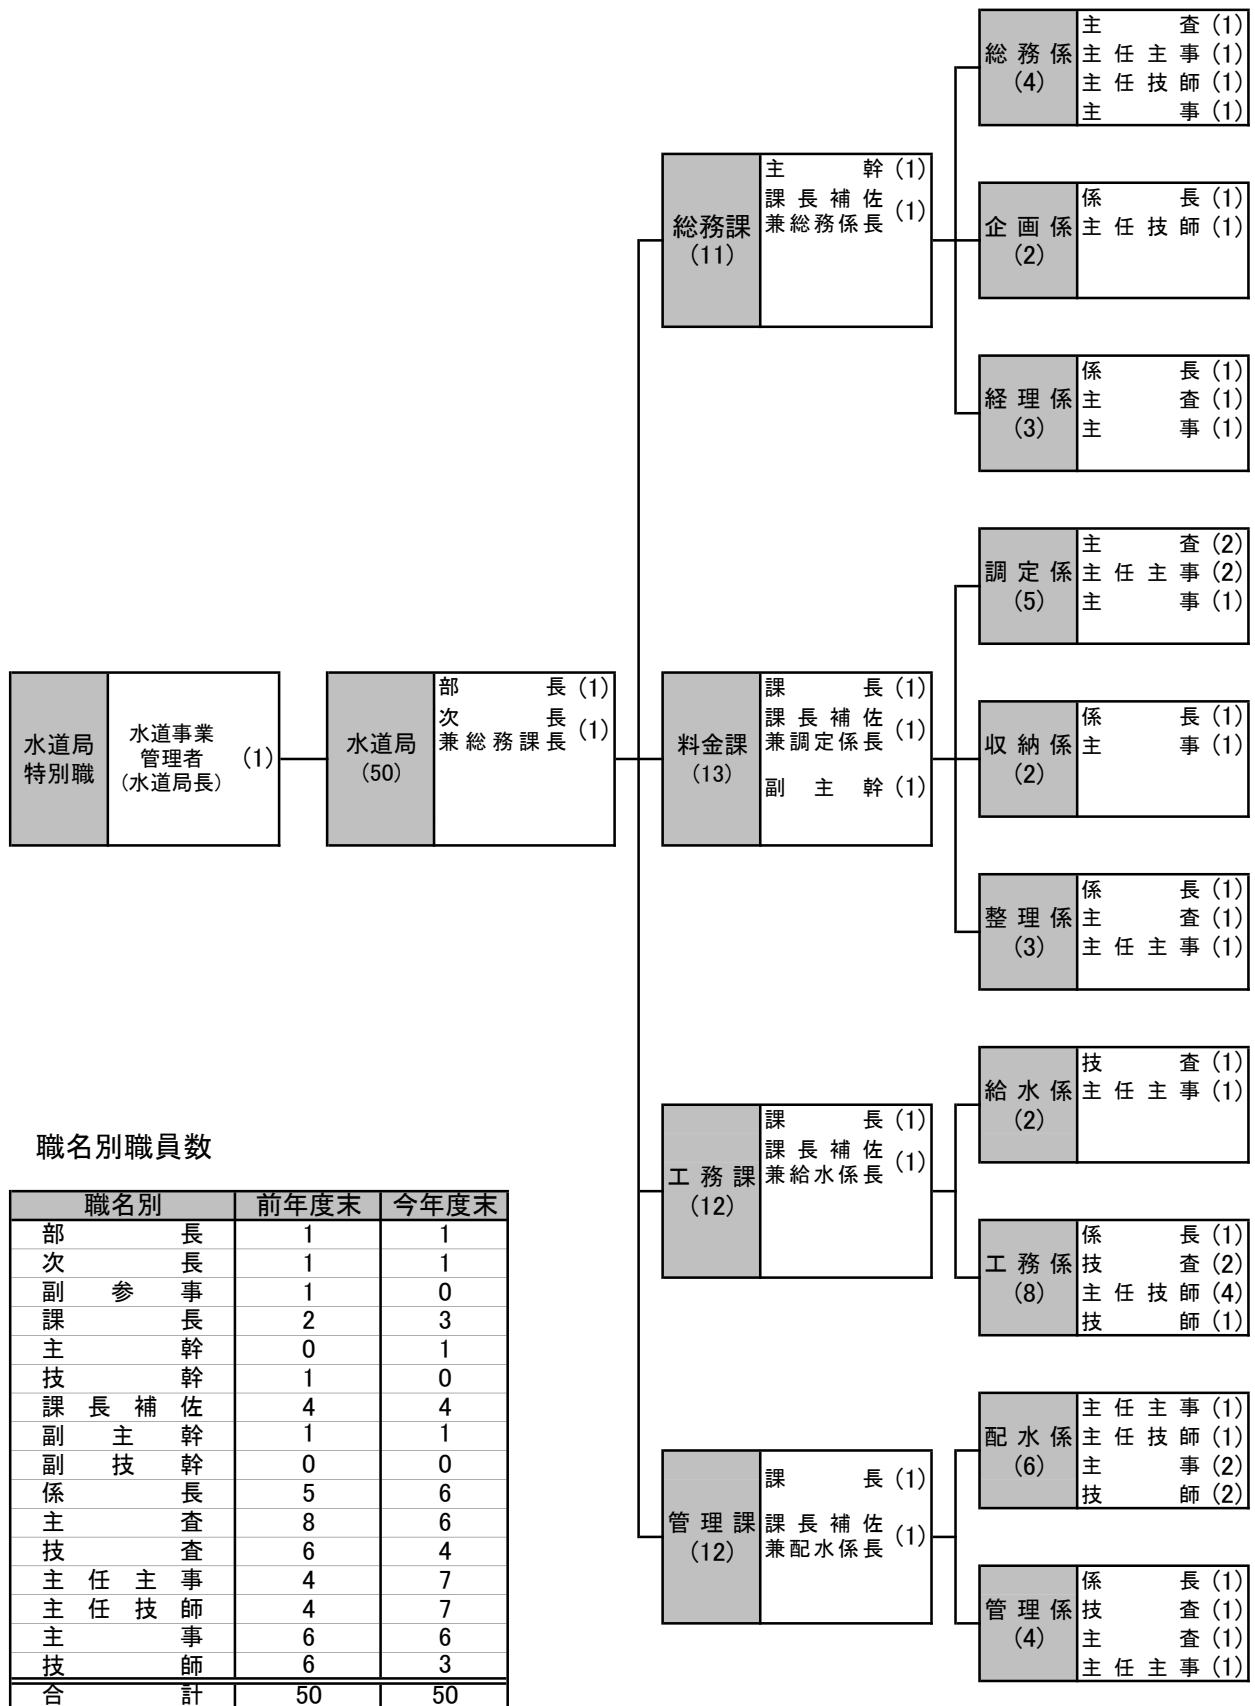 水道局
特別職
水道事業
管理者
(水道局長)
(1)
水道局
(50)
部長(1)
次長
兼総務課長(1)
総務課
(11)
主幹(1)
課長補佐
兼総務係長(1)
総務係
(4)
主査(1)
主任主事(1)
主任技師(1)
主事(1)
企画係
(2)
係長(1)
主任技師(1)
経理係
(3)
係長(1)
主査(1)
主事(1)
料金課
(13)
課長(1)
課長補佐
兼調定係長(1)
副主幹(1)
調定係
(5)
主査(2)
主任主事(2)
主事(1)
収納係
(2)
係長(1)
主事(1)
整理係
(3)
係長(1)
主査(1)
主任主事(1)
工務課
(12)
課長(1)
課長補佐
兼給水係長(1)
給水係
(2)
技査(1)
主任主事(1)
工務係
(8)
係長(1)
技査(2)
主任技師(4)
技師(1)
管理課
(12)
課長(1)
課長補佐
兼配水係長(1)
配水係
(6)
主任主事(1)
主任技師(1)
主事(2)
技師(2)
管理係
(4)
係長(1)
技査(1)
主査(1)
主任主事(1)
職名別職員数
職名別 前年度末 今年度末
部長 1 1
次長 1 1
副参事 1 0
課長 2 3
主幹 0 1
技幹 1 0
課長補佐 4 4
副主幹 1 1
副技幹 0 0
係長 5 6
主査 8 6
技査 6 4
主任主事 4 7
主任技師 4 7
主事 6 6
技師 6 3
合計 50 50